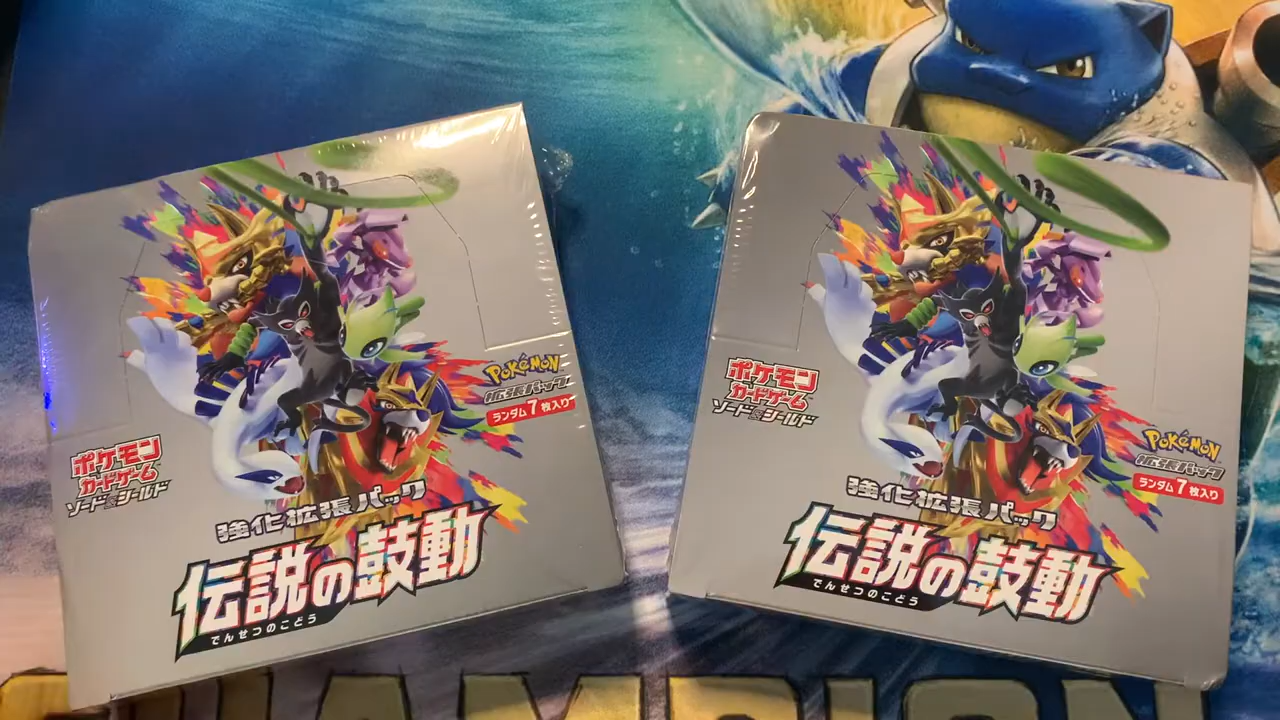 Pokémon
拡張パック
ランダム7枚入り
ポケモン
カードゲーム
ソード&シールド
強化拡張パック
伝説の鼓動
でんせつのこどう
Pokémon
拡張パック
ランダム7枚入り
ポケモン
カードゲーム
ソード&シールド
強化拡張パック
伝説の鼓動
でんせつのこどう
CHAMPION